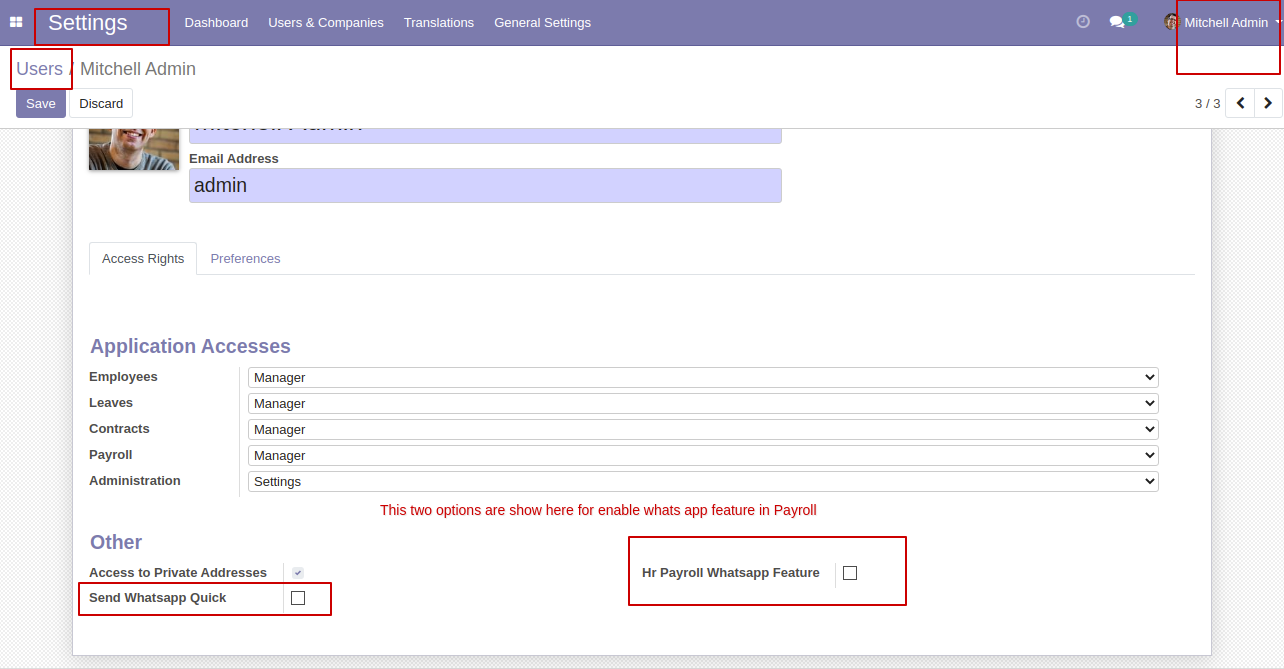 Settings Dashboard Users & Companies Translations General Settings 1 Mitchell Admin
Users / Mitchell Admin
Save Discard 3 / 3
Mitchell Admin
Email Address
admin
Access Rights Preferences
Application Accesses
Employees Manager
Leaves Manager
Contracts Manager
Payroll Manager
Administration Settings
This two options are show here for enable whats app feature in Payroll
Other
Access to Private Addresses Hr Payroll Whatsapp Feature
Send Whatsapp Quick